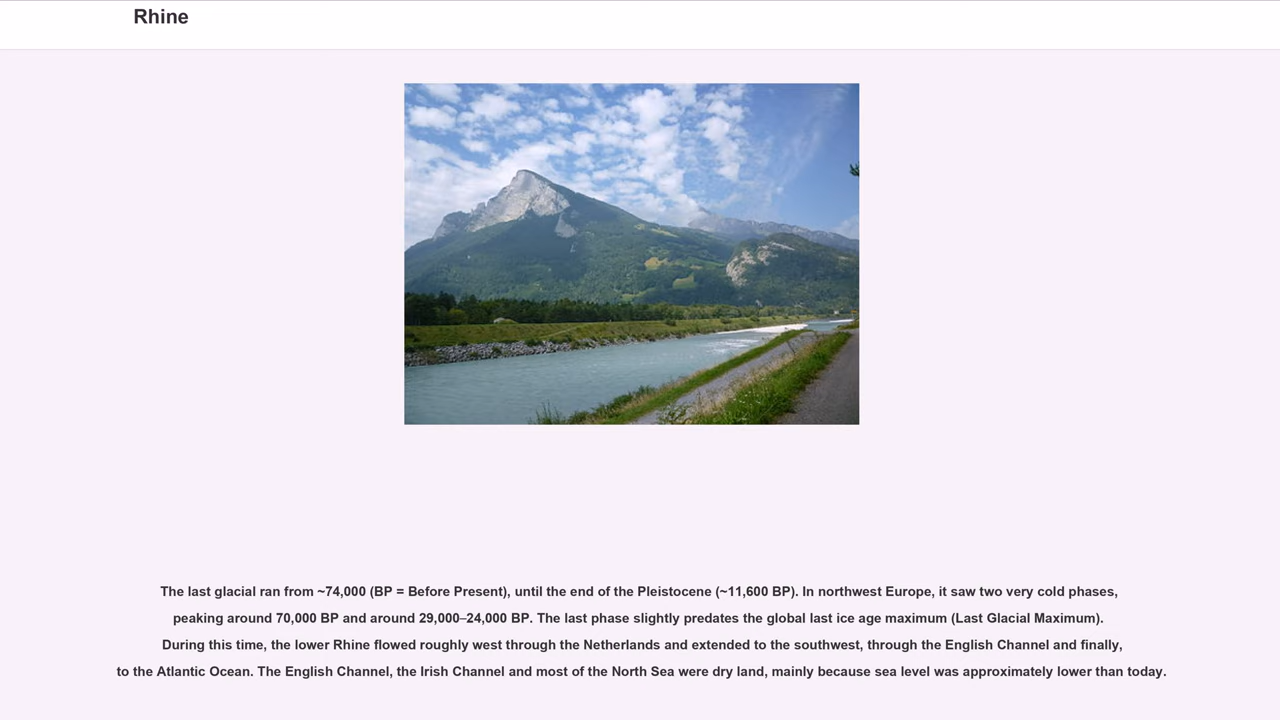 Rhine
The last glacial ran from ~74,000 (BP = Before Present), until the end of the Pleistocene (~11,600 BP). In northwest Europe, it saw two very cold phases,
peaking around 70,000 BP and around 29,000–24,000 BP. The last phase slightly predates the global last ice age maximum (Last Glacial Maximum).
During this time, the lower Rhine flowed roughly west through the Netherlands and extended to the southwest, through the English Channel and finally,
to the Atlantic Ocean. The English Channel, the Irish Channel and most of the North Sea were dry land, mainly because sea level was approximately lower than today.